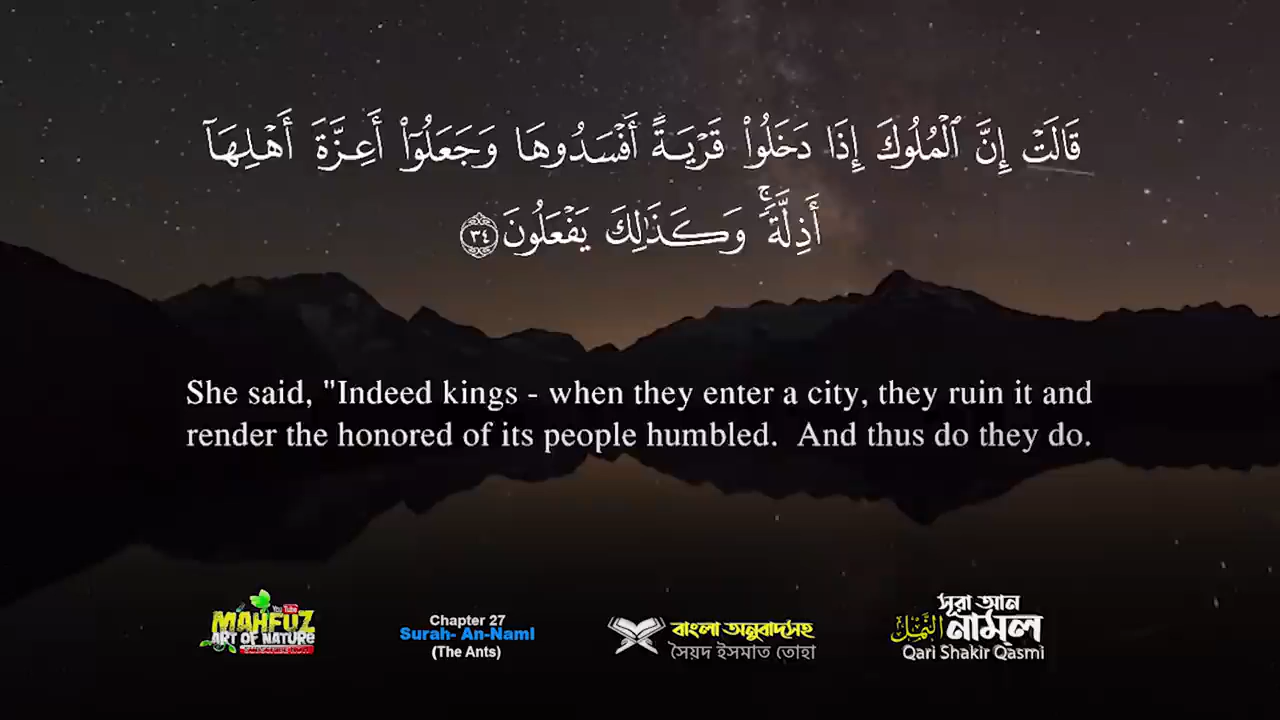 قَالَتْ إِنَّ ٱلْمُلُوكَ إِذَا دَخَلُوا۟ قَرْيَةً أَفْسَدُوهَا وَجَعَلُوٓا۟ أَعِزَّةَ أَهْلِهَآ
أَذِلَّةً ۖ وَكَذَٰلِكَ يَفْعَلُونَ ٣٤
She said, "Indeed kings - when they enter a city, they ruin it and
render the honored of its people humbled.  And thus do they do.
You Tube
MAHFUZ
ART OF NATURE
Chapter 27
Surah- An-Naml
(The Ants)
বাংলা অনুবাদসহ
সৈয়দ ইসমাত তোহা
সূরা আন
النَّمْل নাম্‌ল
Qari Shakir Qasmi